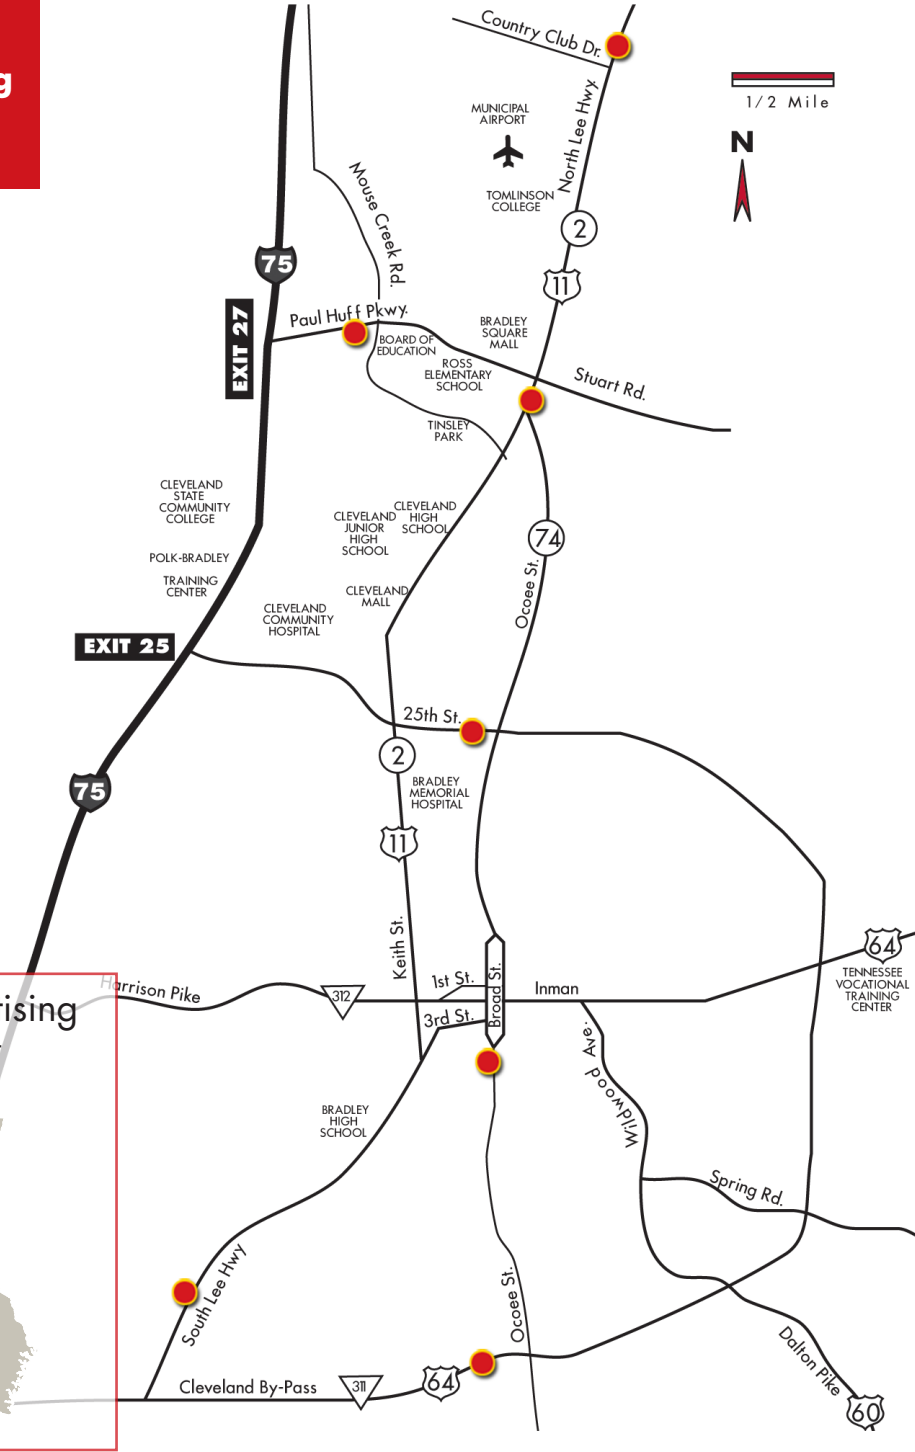 g
Country Club Dr.
1/2 Mile
N
MUNICIPAL
AIRPORT
North Lee Hwy.
TOMLINSON
COLLEGE
Mouse Creek Rd.
2
75
11
EXIT 27
Paul Huff Pkwy.
BRADLEY
SQUARE
MALL
BOARD OF
EDUCATION
ROSS
ELEMENTARY
SCHOOL
Stuart Rd.
TINSLEY
PARK
CLEVELAND
STATE
COMMUNITY
COLLEGE
CLEVELAND
HIGH
SCHOOL
CLEVELAND
JUNIOR
HIGH
SCHOOL
74
POLK-BRADLEY
TRAINING
CENTER
Ocoee St.
CLEVELAND
MALL
CLEVELAND
COMMUNITY
HOSPITAL
EXIT 25
25th St.
2
75
BRADLEY
MEMORIAL
HOSPITAL
11
Keith St.
64
TENNESSEE
VOCATIONAL
TRAINING
CENTER
Harrison Pike
312
1st St.
Broad St.
Inman
rising
3rd St.
Wildwood Ave.
BRADLEY
HIGH
SCHOOL
Spring Rd.
South Lee Hwy
Ocoee St.
Dalton Pike
Cleveland By-Pass
311
64
60